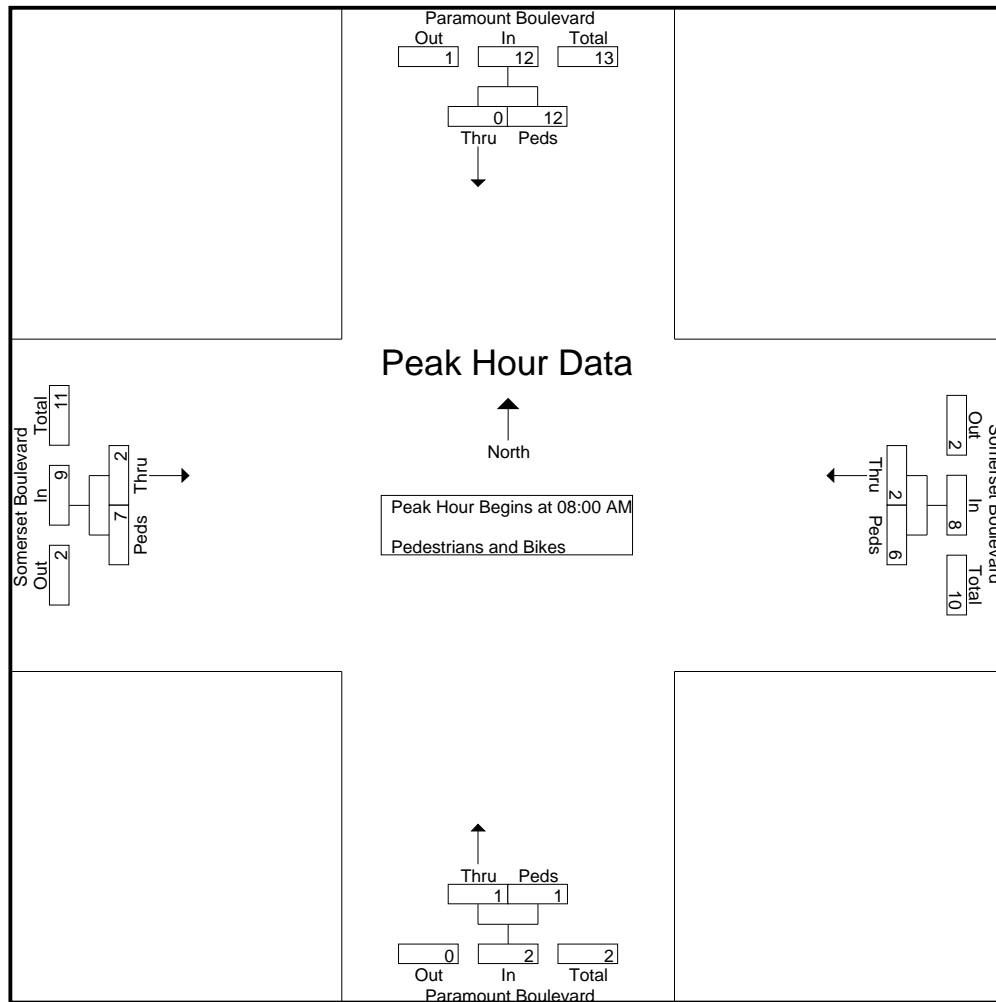 Paramount Boulevard
Out In Total
1 12 13
0 12
Thru Peds
Peak Hour Data
North
Peak Hour Begins at 08:00 AM
Pedestrians and Bikes
Somerset Boulevard
Out In Total
2 9 11
Peds Thru
7 2
Somerset Boulevard
Out In Total
2 8 10
Thru Peds
2 6
Thru Peds
1 1
0 2 2
Out In Total
Paramount Boulevard